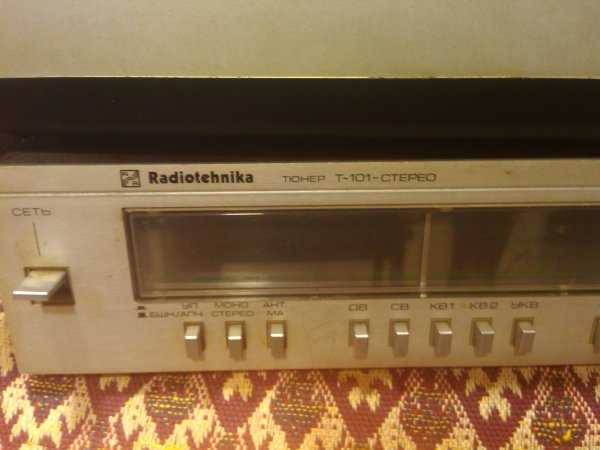 Radiotehnika ТЮНЕР Т-101-СТЕРЕО
СЕТЬ
УП МОНО АНТ.
БШН/АПЧ СТЕРЕО МА
ДВ СВ КВ1 КВ2 УКВ